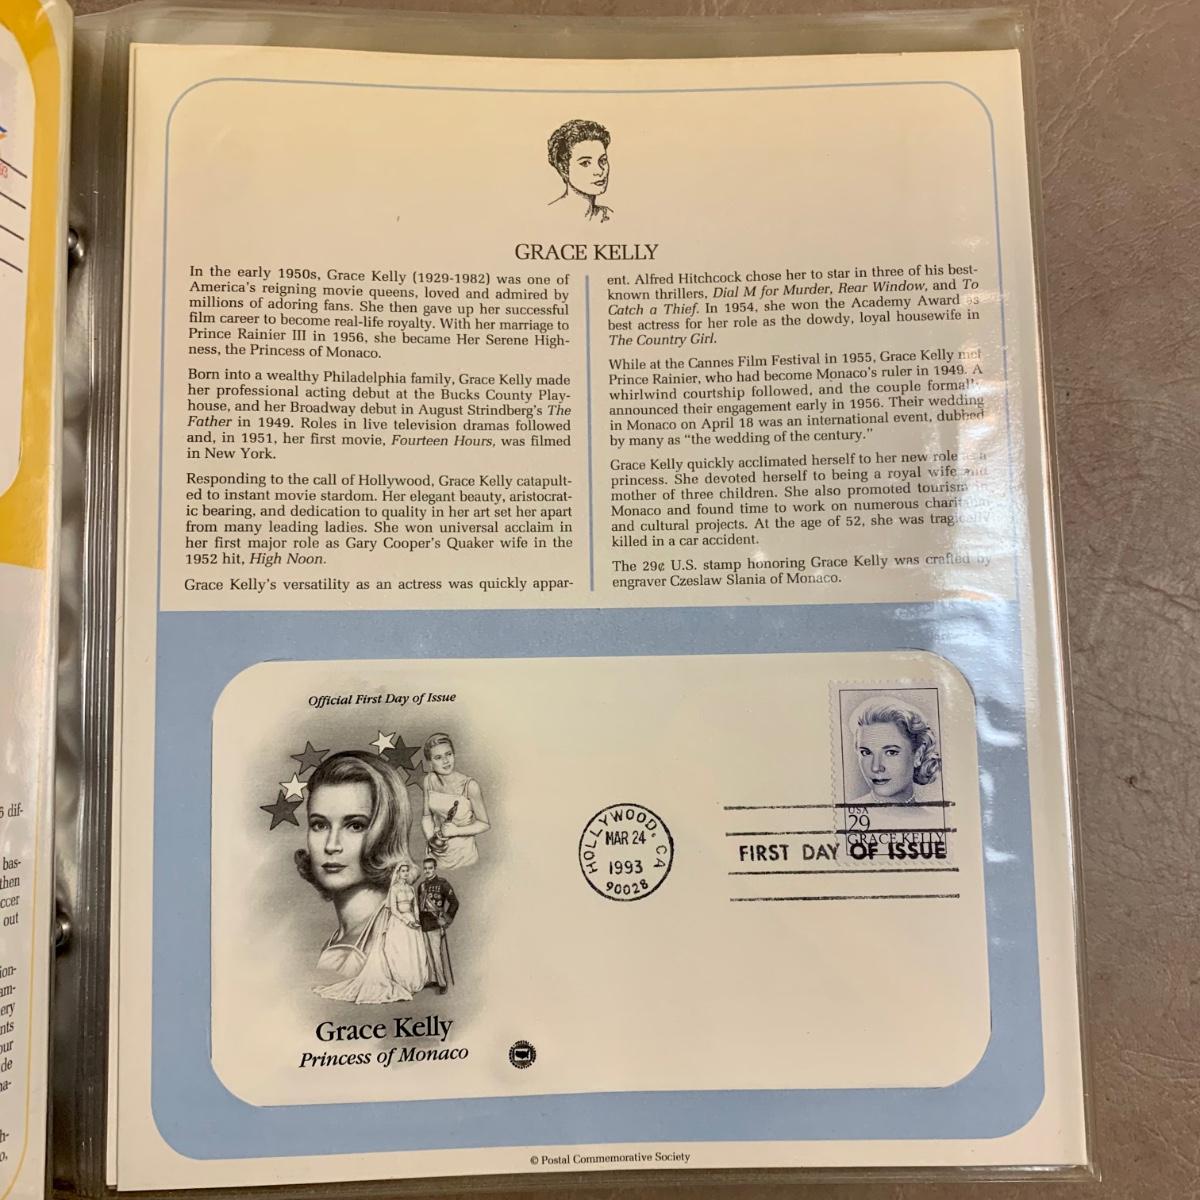 GRACE KELLY
In the early 1950s, Grace Kelly (1929-1982) was one of
America's reigning movie queens, loved and admired by
millions of adoring fans. She then gave up her successful
film career to become real-life royalty. With her marriage to
Prince Rainier III in 1956, she became Her Serene High-
ness, the Princess of Monaco.
Born into a wealthy Philadelphia family, Grace Kelly made
her professional acting debut at the Bucks County Play-
house, and her Broadway debut in August Strindberg's The
Father in 1949. Roles in live television dramas followed
and, in 1951, her first movie, Fourteen Hours, was filmed
in New York.
Responding to the call of Hollywood, Grace Kelly catapult-
ed to instant movie stardom. Her elegant beauty, aristocrat-
ic bearing, and dedication to quality in her art set her apart
from many leading ladies. She won universal acclaim in
her first major role as Gary Cooper's Quaker wife in the
1952 hit, High Noon.
Grace Kelly's versatility as an actress was quickly appar-
ent. Alfred Hitchcock chose her to star in three of his best-
known thrillers, Dial M for Murder, Rear Window, and To
Catch a Thief. In 1954, she won the Academy Award as
best actress for her role as the dowdy, loyal housewife in
The Country Girl.
While at the Cannes Film Festival in 1955, Grace Kelly met
Prince Rainier, who had become Monaco's ruler in 1949. A
whirlwind courtship followed, and the couple formally
announced their engagement early in 1956. Their wedding
in Monaco on April 18 was an international event, dubbed
by many as “the wedding of the century.”
Grace Kelly quickly acclimated herself to her new role as a
princess. She devoted herself to being a royal wife and
mother of three children. She also promoted tourism in
Monaco and found time to work on numerous charitable
and cultural projects. At the age of 52, she was tragically
killed in a car accident.
The 29¢ U.S. stamp honoring Grace Kelly was crafted by
engraver Czeslaw Slania of Monaco.
Official First Day of Issue
Grace Kelly
Princess of Monaco
HOLLYWOOD, CA
MAR 24
1993
90028
USA
29
GRACE KELLY
FIRST DAY OF ISSUE
© Postal Commemorative Society
dif-
bas-
then
out